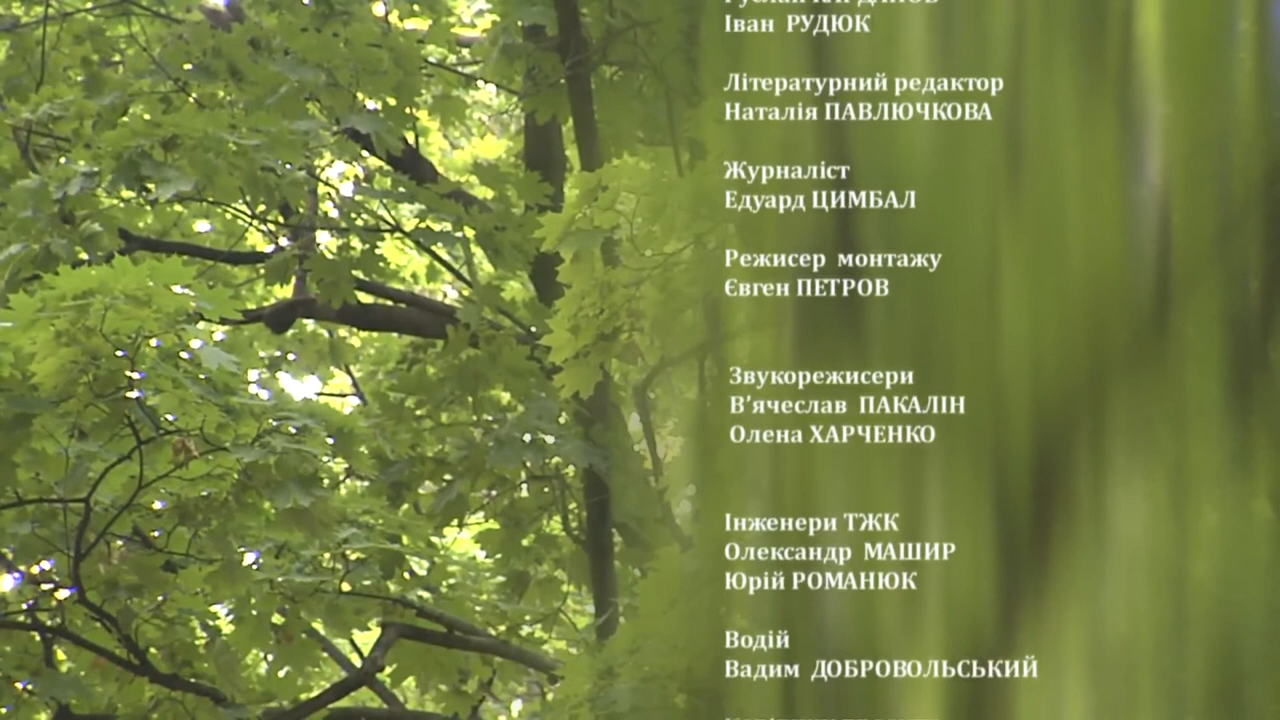 Іван РУДЮК
Літературний редактор
Наталія ПАВЛЮЧКОВА
Журналіст
Едуард ЦИМБАЛ
Режисер монтажу
Євген ПЕТРОВ
Звукорежисери
В'ячеслав ПАКАЛІН
Олена ХАРЧЕНКО
Інженери ТЖК
Олександр МАШИР
Юрій РОМАНЮК
Водій
Вадим ДОБРОВОЛЬСЬКИЙ